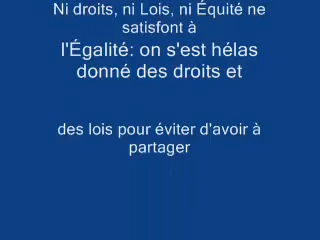 Ni droits, ni Lois, ni Équité ne
satisfont à
l'Égalité: on s'est hélas
donné des droits et
des lois pour éviter d'avoir à
partager